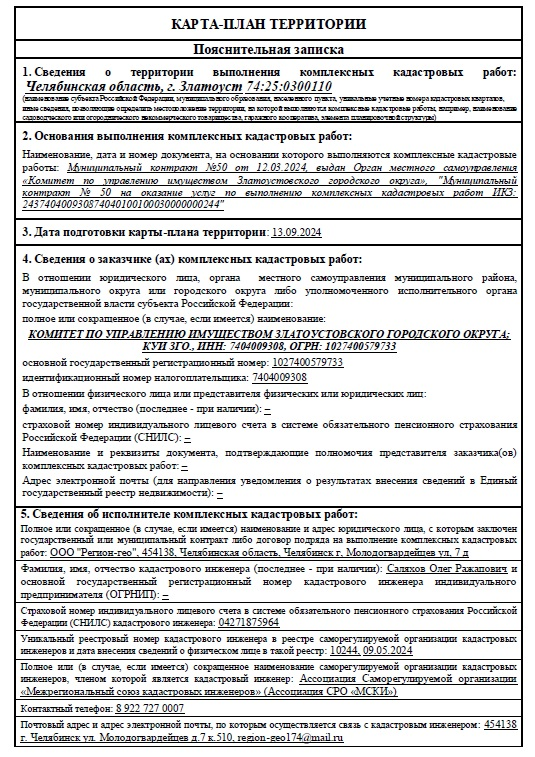 КАРТА-ПЛАН ТЕРРИТОРИИ
Пояснительная записка
1. Сведения о территории выполнения комплексных кадастровых работ:
Челябинская область, г. Златоуст 74:25:0300110
(наименование субъекта Российской Федерации, муниципального образования, населенного пункта, уникальные учетные номера кадастровых кварталов,
иные сведения, позволяющие определить местоположение территории, на которой выполняются комплексные кадастровые работы, например, наименование
садоводческого или огороднического некоммерческого товарищества, гаражного кооператива, элемента планировочной структуры)
2. Основания выполнения комплексных кадастровых работ:
Наименование, дата и номер документа, на основании которого выполняются комплексные кадастровые
работы: Муниципальный контракт №50 от 12.03.2024, выдан Орган местного самоуправления
«Комитет по управлению имуществом Златоустовского городского округа», "Муниципальный
контракт № 50 на оказание услуг по выполнению комплексных кадастровых работ ИКЗ:
243740400930874040100100030000000244"
3. Дата подготовки карты-плана территории: 13.09.2024
4. Сведения о заказчике (ах) комплексных кадастровых работ:
В отношении юридического лица, органа местного самоуправления муниципального района,
муниципального округа или городского округа либо уполномоченного исполнительного органа
государственной власти субъекта Российской Федерации:
полное или сокращенное (в случае, если имеется) наименование:
КОМИТЕТ ПО УПРАВЛЕНИЮ ИМУЩЕСТВОМ ЗЛАТОУСТОВСКОГО ГОРОДСКОГО ОКРУГА;
КУИ ЗГО., ИНН: 7404009308, ОГРН: 1027400579733
основной государственный регистрационный номер: 1027400579733
идентификационный номер налогоплательщика: 7404009308
В отношении физического лица или представителя физических или юридических лиц:
фамилия, имя, отчество (последнее - при наличии): –
страховой номер индивидуального лицевого счета в системе обязательного пенсионного страхования
Российской Федерации (СНИЛС): –
Наименование и реквизиты документа, подтверждающие полномочия представителя заказчика(ов)
комплексных кадастровых работ: –
Адрес электронной почты (для направления уведомления о результатах внесения сведений в Единый
государственный реестр недвижимости): –
5. Сведения об исполнителе комплексных кадастровых работ:
Полное или сокращенное (в случае, если имеется) наименование и адрес юридического лица, с которым заключен
государственный или муниципальный контракт либо договор подряда на выполнение комплексных кадастровых
работ: ООО "Регион-гео", 454138, Челябинская область, Челябинск г, Молодогвардейцев ул, 7 д
Фамилия, имя, отчество кадастрового инженера (последнее - при наличии): Саляхов Олег Ражапович и
основной государственный регистрационный номер кадастрового инженера индивидуального
предпринимателя (ОГРНИП): –
Страховой номер индивидуального лицевого счета в системе обязательного пенсионного страхования Российской
Федерации (СНИЛС) кадастрового инженера: 04271875964
Уникальный реестровый номер кадастрового инженера в реестре саморегулируемой организации кадастровых
инженеров и дата внесения сведений о физическом лице в такой реестр: 10244, 09.05.2024
Полное или (в случае, если имеется) сокращенное наименование саморегулируемой организации кадастровых
инженеров, членом которой является кадастровый инженер: Ассоциация Саморегулируемой организации
«Межрегиональный союз кадастровых инженеров» (Ассоциация СРО «МСКИ»)
Контактный телефон: 8 922 727 0007
Почтовый адрес и адрес электронной почты, по которым осуществляется связь с кадастровым инженером: 454138
г. Челябинск ул. Молодогвардейцев д.7 к.510, region-geo174@mail.ru